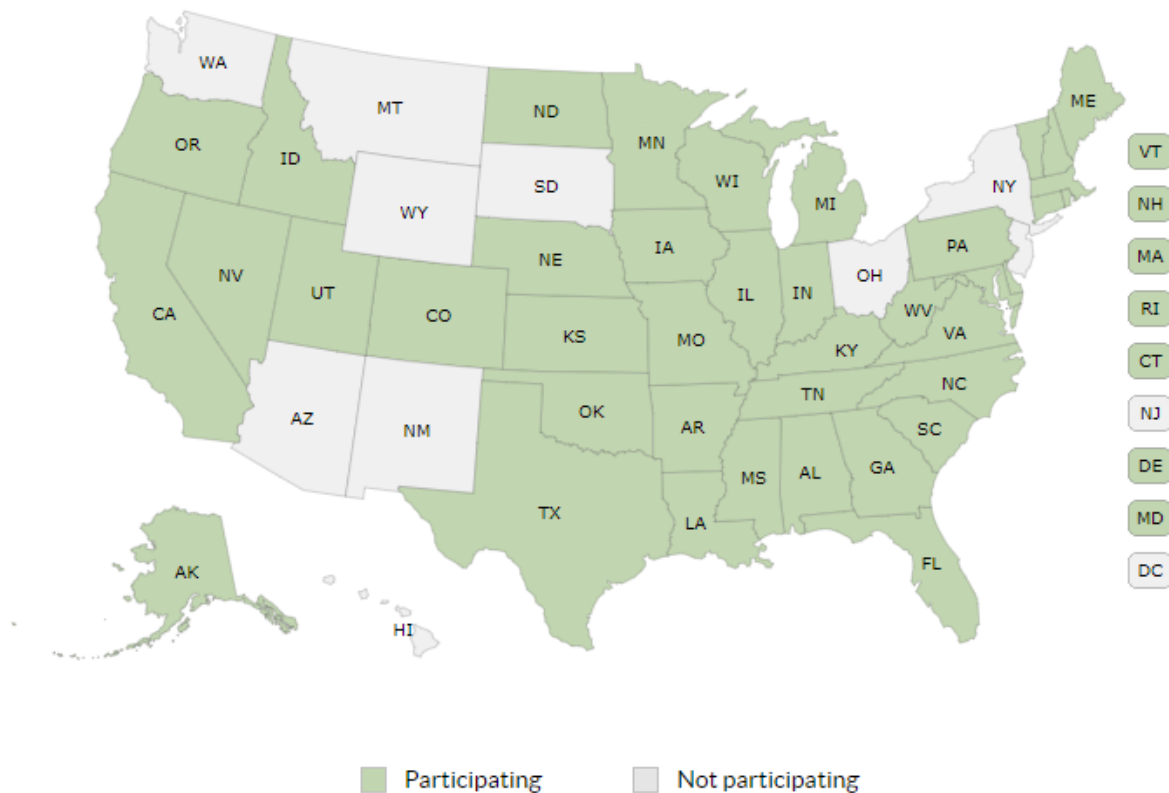 WA
MT
ND
ME
OR
ID
MN
VT
SD
WI
NY
NH
WY
MI
PA
MA
IA
NE
OH
NV
UT
IL
IN
RI
CA
CO
WV
KS
MO
VA
KY
CT
NC
TN
AZ
NM
OK
AR
SC
NJ
MS
AL
GA
DE
TX
LA
MD
FL
AK
DC
HI
Participating
Not participating